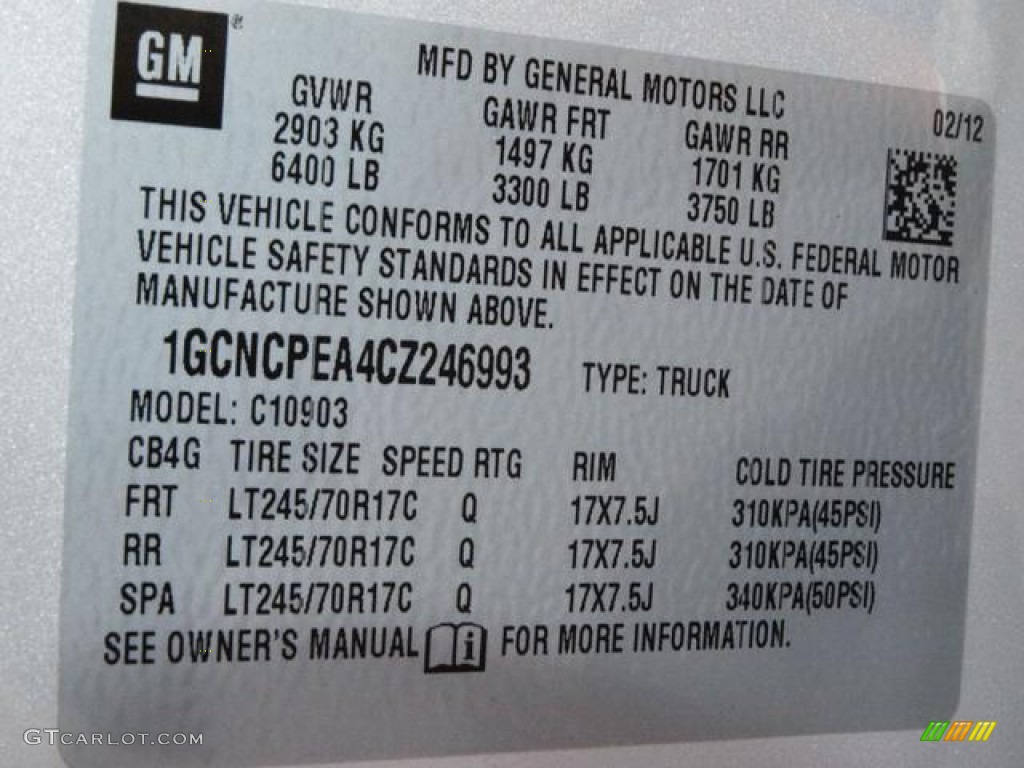 GM®
MFD BY GENERAL MOTORS LLC
GVWR GAWR FRT GAWR RR 02/12
2903 KG 1497 KG 1701 KG
6400 LB 3300 LB 3750 LB
THIS VEHICLE CONFORMS TO ALL APPLICABLE U.S. FEDERAL MOTOR
VEHICLE SAFETY STANDARDS IN EFFECT ON THE DATE OF
MANUFACTURE SHOWN ABOVE.
1GCNCPEA4CZ246993 TYPE: TRUCK
MODEL: C10903
CB4G TIRE SIZE SPEED RTG RIM COLD TIRE PRESSURE
FRT LT245/70R17C Q 17X7.5J 310KPA(45PSI)
RR LT245/70R17C Q 17X7.5J 310KPA(45PSI)
SPA LT245/70R17C Q 17X7.5J 340KPA(50PSI)
SEE OWNER'S MANUAL i FOR MORE INFORMATION.
GTCARLOT.COM